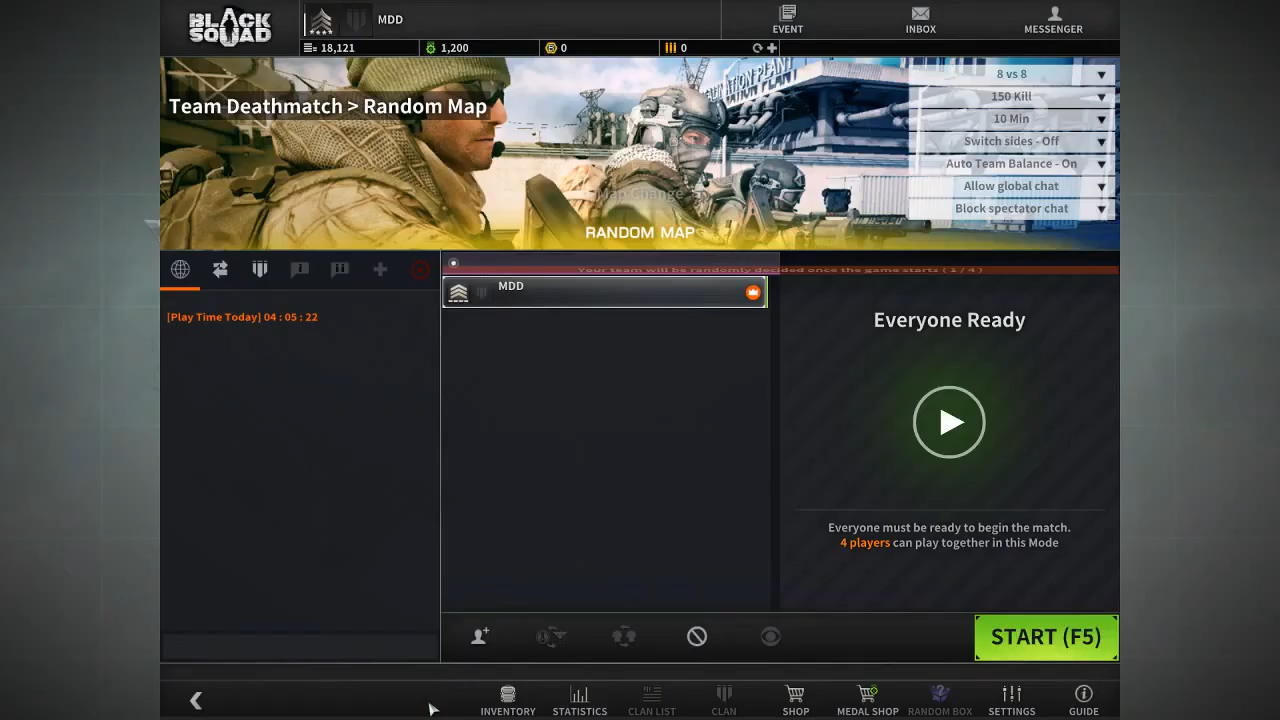 BLACK SQUAD
MDD
EVENT
INBOX
MESSENGER
18,121
1,200
0
0
Team Deathmatch > Random Map
8 vs 8
150 Kill
10 Min
Switch sides - Off
Auto Team Balance - On
Allow global chat
Block spectator chat
Map Change
RANDOM MAP
Your team will be randomly decided once the game starts ( 1 / 4 )
MDD
[Play Time Today] 04 : 05 : 22
Everyone Ready
Everyone must be ready to begin the match.
4 players can play together in this Mode
START (F5)
INVENTORY
STATISTICS
CLAN LIST
CLAN
SHOP
MEDAL SHOP
RANDOM BOX
SETTINGS
GUIDE